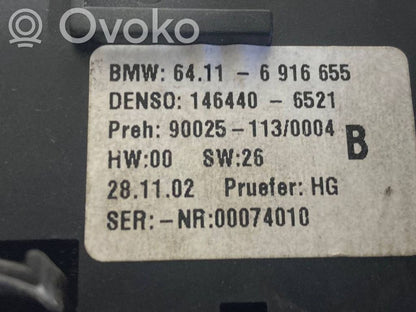 Ovoko
BMW: 64.11 - 6 916 655
DENSO: 146440 - 6521
Preh: 90025-113/0004
B
HW:00 SW:26
28.11.02 Pruefer: HG
SER:-NR:00074010